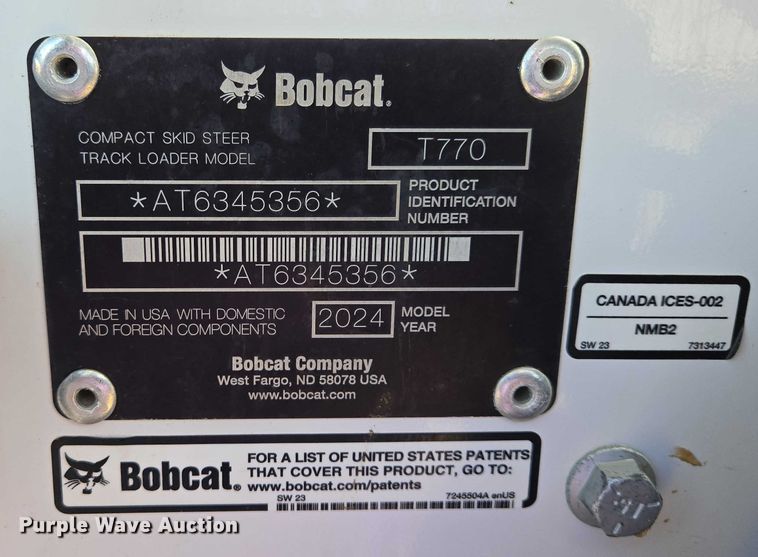 Bobcat.
COMPACT SKID STEER
TRACK LOADER MODEL
T770
*AT6345356*
PRODUCT
IDENTIFICATION
NUMBER
*AT6345356*
MADE IN USA WITH DOMESTIC
AND FOREIGN COMPONENTS
2024
MODEL
YEAR
Bobcat Company
West Fargo, ND 58078 USA
www.bobcat.com
CANADA ICES-002
NMB2
SW 23 7313447
Bobcat.
FOR A LIST OF UNITED STATES PATENTS
THAT COVER THIS PRODUCT, GO TO:
www.bobcat.com/patents
SW 23 7245504A enUS
Purple Wave Auction